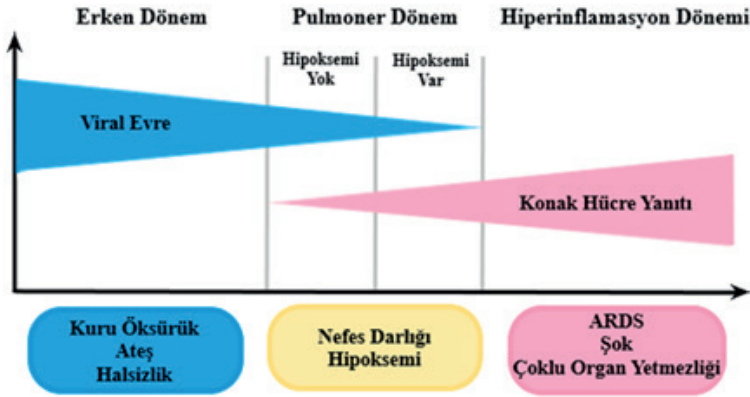 Erken Dönem
Pulmoner Dönem
Hiperinflamasyon Dönemi
Hipoksemi
Yok
Hipoksemi
Var
Viral Evre
Konak Hücre Yanıtı
Kuru Öksürük
Ateş
Halsizlik
Nefes Darlığı
Hipoksemi
ARDS
Şok
Çoklu Organ Yetmezliği